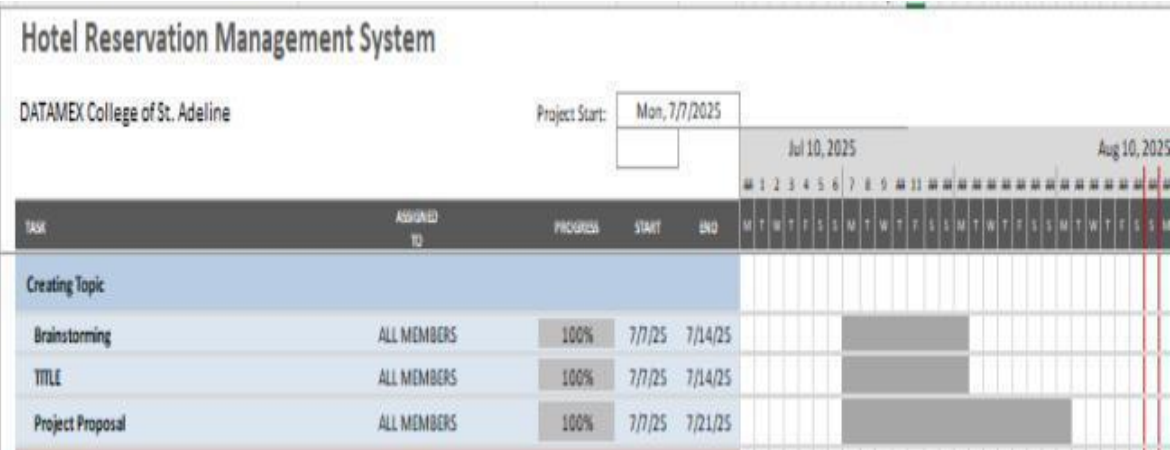 Hotel Reservation Management System
DATAMEX College of St. Adeline Project Start: Mon, 7/7/2025
Jul 10, 2025 Aug 10, 2025
## 1 2 3 4 5 6 7 8 9 ## 11 ## ## ## ## ## ## ## ## ## ## ## ## ## ## ## ## ##
TASK ASSIGNED TO PROGRESS START END M T W T F S S M T W T F S S M T W T F S S M T W T F S S M
Creating Topic
Brainstorming ALL MEMBERS 100% 7/7/25 7/14/25
TITLE ALL MEMBERS 100% 7/7/25 7/14/25
Project Proposal ALL MEMBERS 100% 7/7/25 7/21/25